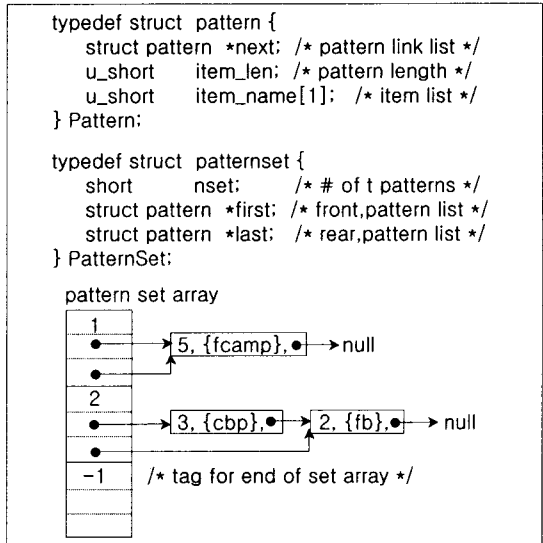 typedef struct pattern {
struct pattern *next; /* pattern link list */
u_short item_len; /* pattern length */
u_short item_name[1]; /* item list */
} Pattern;
typedef struct patternset {
short nset; /* # of t patterns */
struct pattern *first; /* front,pattern list */
struct pattern *last; /* rear,pattern list */
} PatternSet;
pattern set array
1
5, {fcamp}, null
2
3, {cbp}, 2, {fb}, null
-1 /* tag for end of set array */